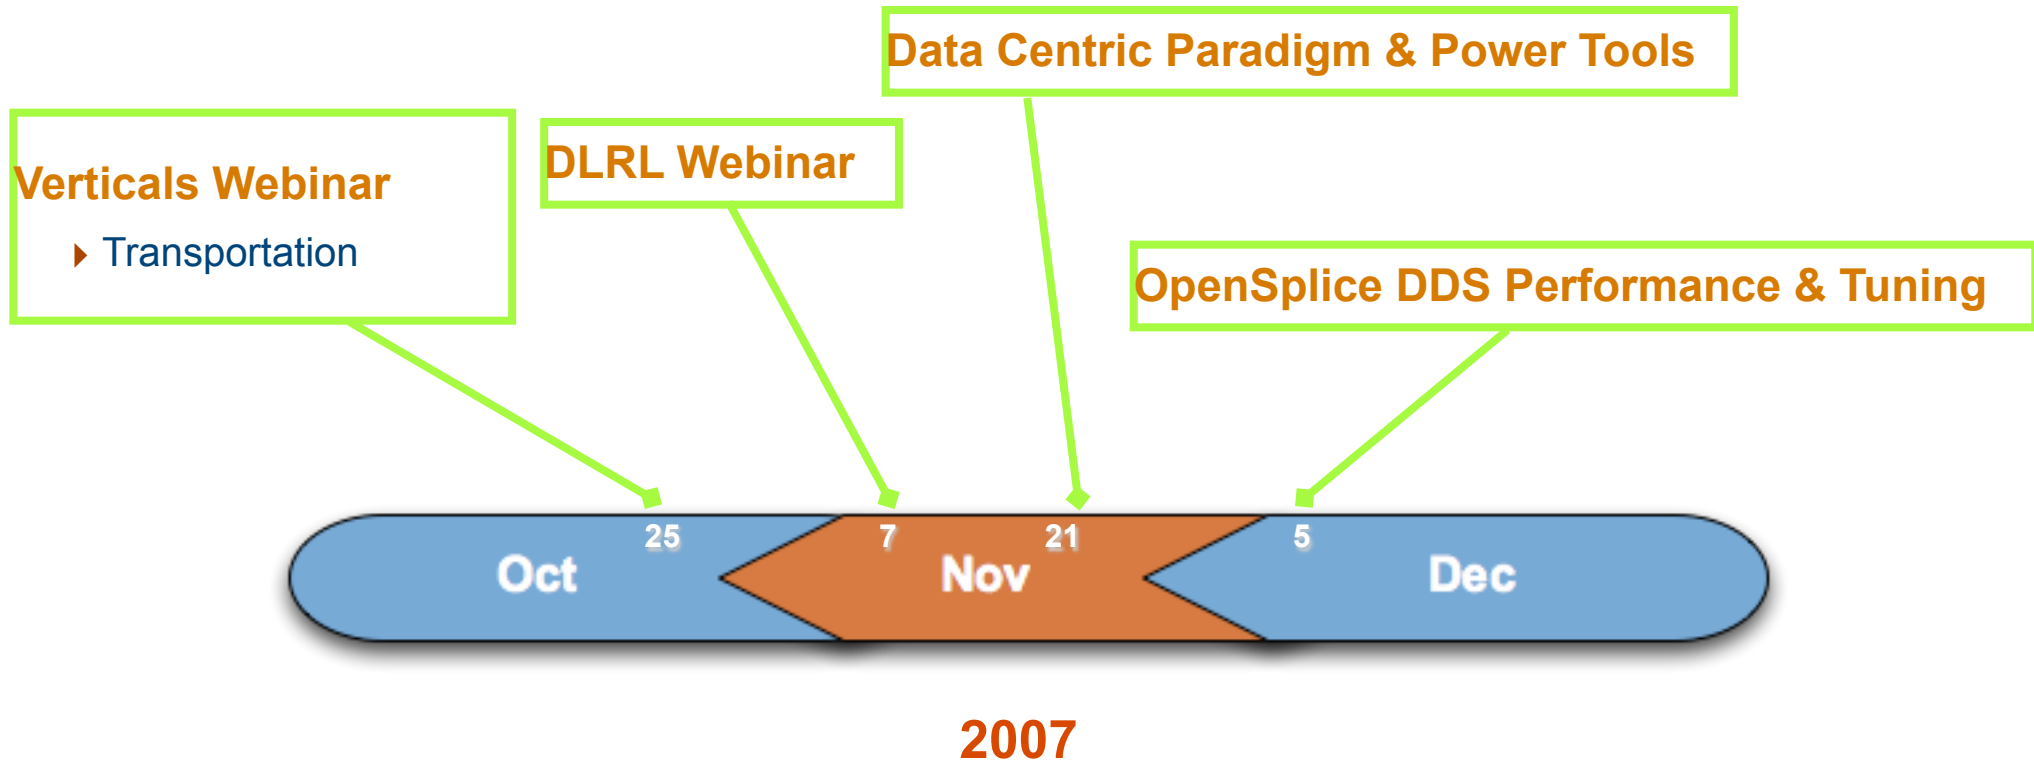 Data Centric Paradigm & Power Tools
Verticals Webinar
Transportation
DLRL Webinar
OpenSplice DDS Performance & Tuning
25
7
21
5
Oct
Nov
Dec
2007